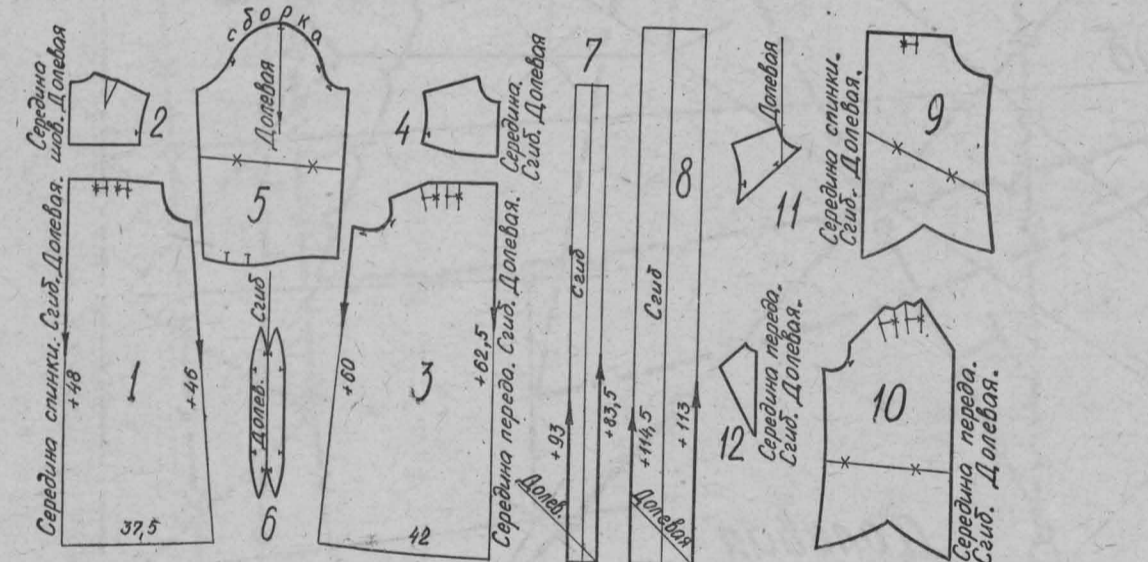 Середина
шов. Долевая
2
сборка
Долевая
5
4
Середина.
Сгиб. Долевая
Середина спинки. Сгиб. Долевая.
+48
1
+46
37,5
Сгиб
Долев.
6
+60
3
+62,5
42
Середина переда. Сгиб. Долевая.
7
Сгиб
+93
+83,5
Долев
8
Сгиб
+114,5
+113
Долевая
Долевая
11
12
Середина переда.
Сгиб. Долевая.
Середина спинки.
Сгиб. Долевая.
9
10
Середина переда.
Сгиб. Долевая.